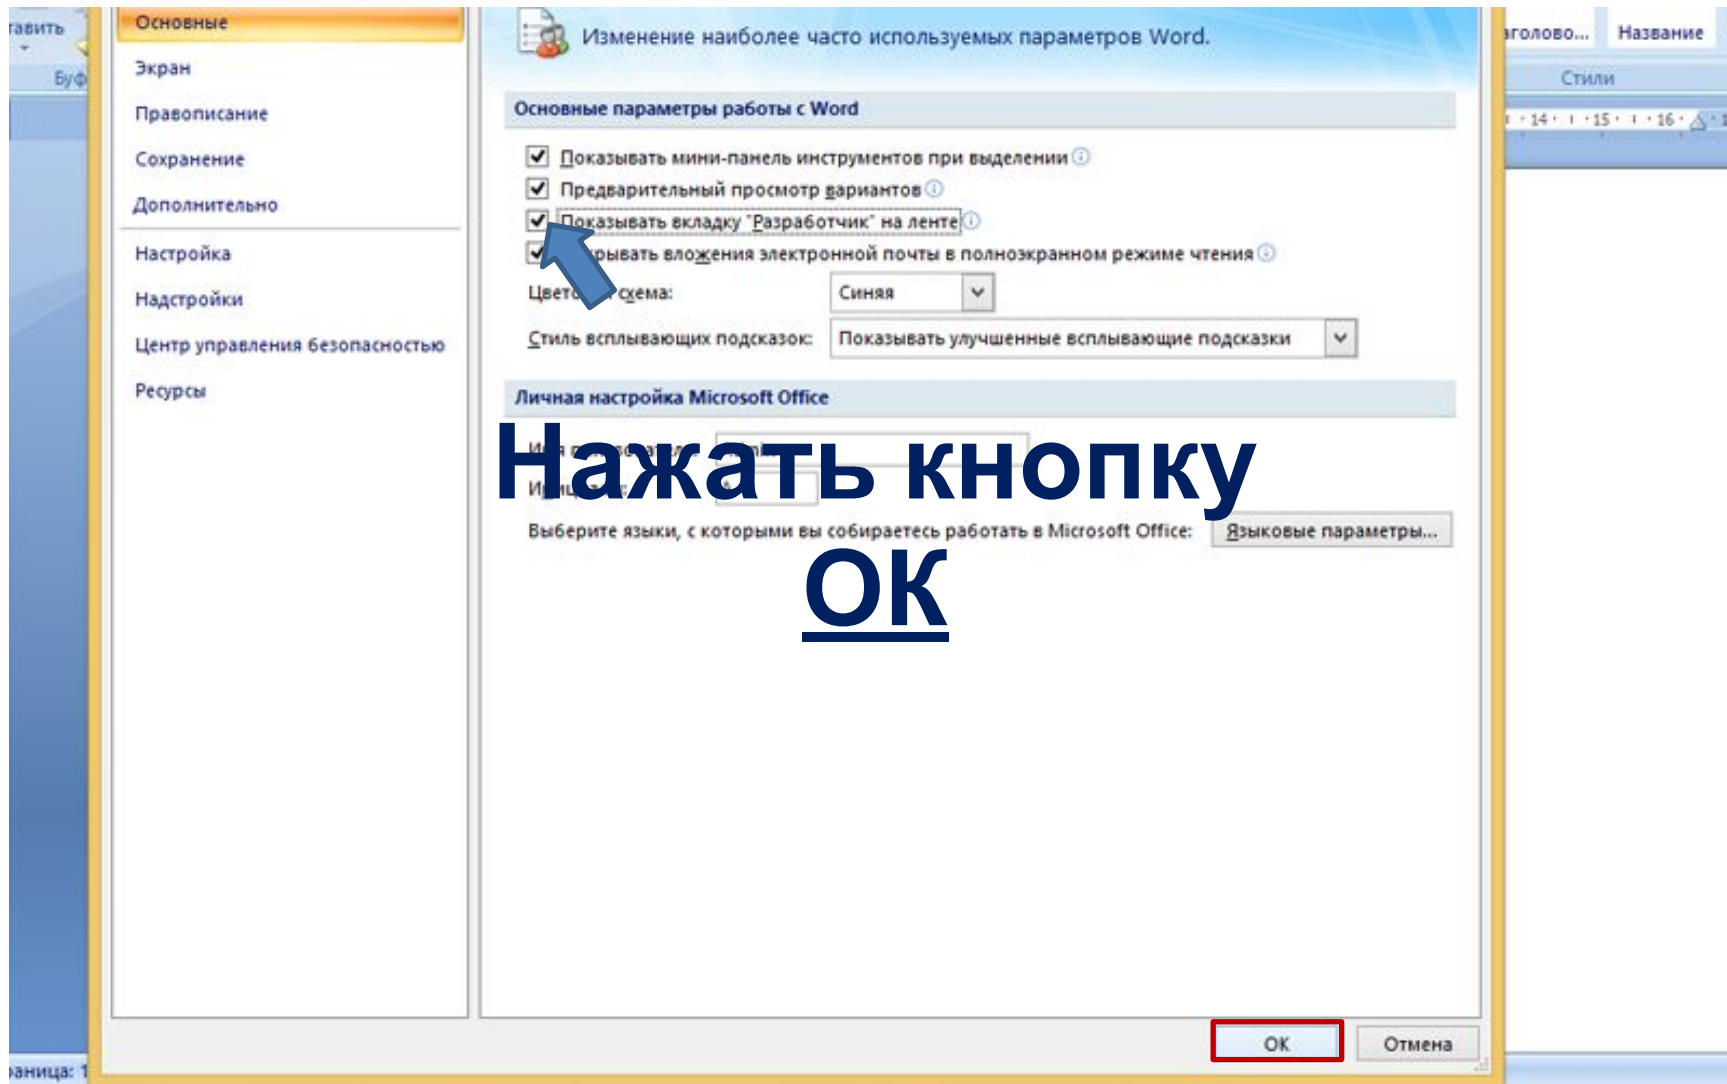 Основные
Изменение наиболее часто используемых параметров Word.
Название
Экран
Стили
Правописание
Основные параметры работы с Word
14 15 16
Сохранение
Показывать мини-панель инструментов при выделении
Дополнительно
Предварительный просмотр вариантов
Показывать вкладку "Разработчик" на ленте
Настройка
вложения электронной почты в полноэкранном режиме чтения
Надстройки
схема: Синяя
Центр управления безопасностью
Стиль всплывающих подсказок: Показывать улучшенные всплывающие подсказки
Ресурсы
Личная настройка Microsoft Office
Нажать кнопку
Выберите языки, с которыми вы собираетесь работать в Microsoft Office: Языковые параметры...
ОК
ОК Отмена